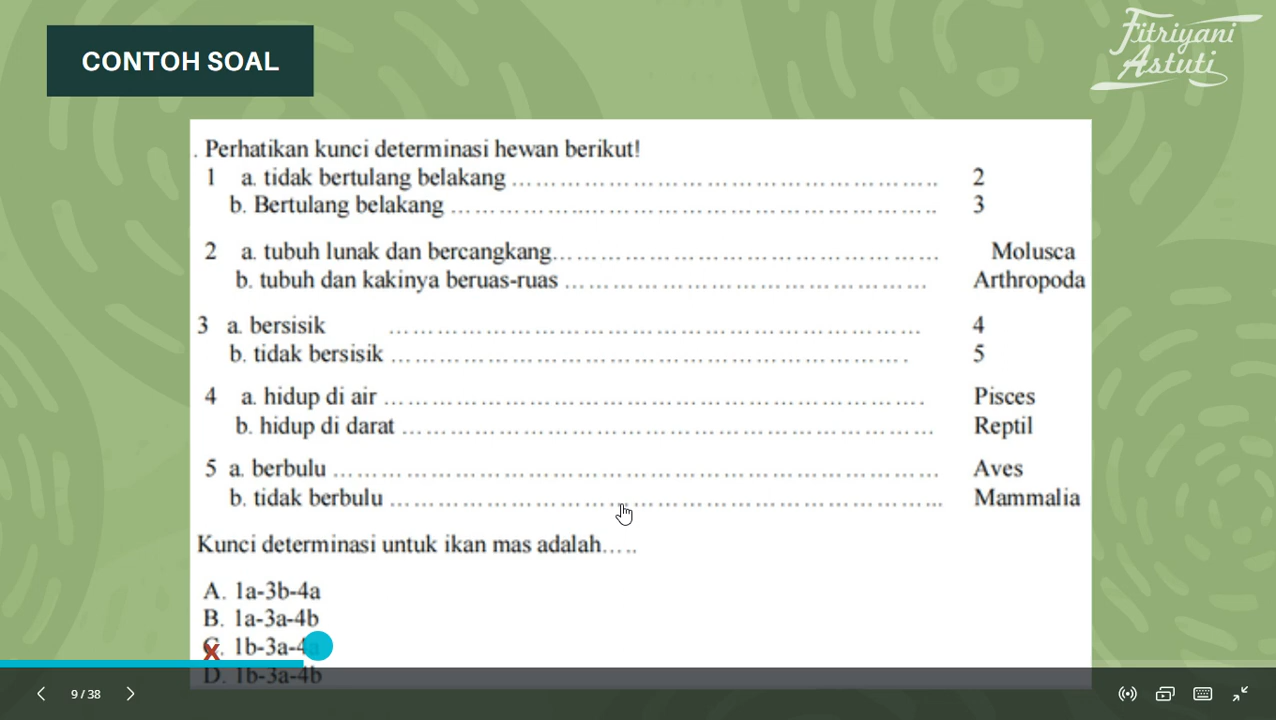 CONTOH SOAL
Fitriyani
Astuti
. Perhatikan kunci determinasi hewan berikut!
1 a. tidak bertulang belakang ………………………………………….. 2
b. Bertulang belakang ……………..………………………………….. 3
2 a. tubuh lunak dan bercangkang………………………………………… Molusca
b. tubuh dan kakinya beruas-ruas ……………………………………… Arthropoda
3 a. bersisik ……………………………………………………… 4
b. tidak bersisik ……………………………………………………. 5
4 a. hidup di air ……………………………………………………. Pisces
b. hidup di darat …………………………………………………… Reptil
5 a. berbulu ……………………………………………………………… Aves
b. tidak berbulu ………………………………………………………... Mammalia
Kunci determinasi untuk ikan mas adalah…..
A. 1a-3b-4a
B. 1a-3a-4b
C. 1b-3a-4a
D. 1b-3a-4b
9 / 38